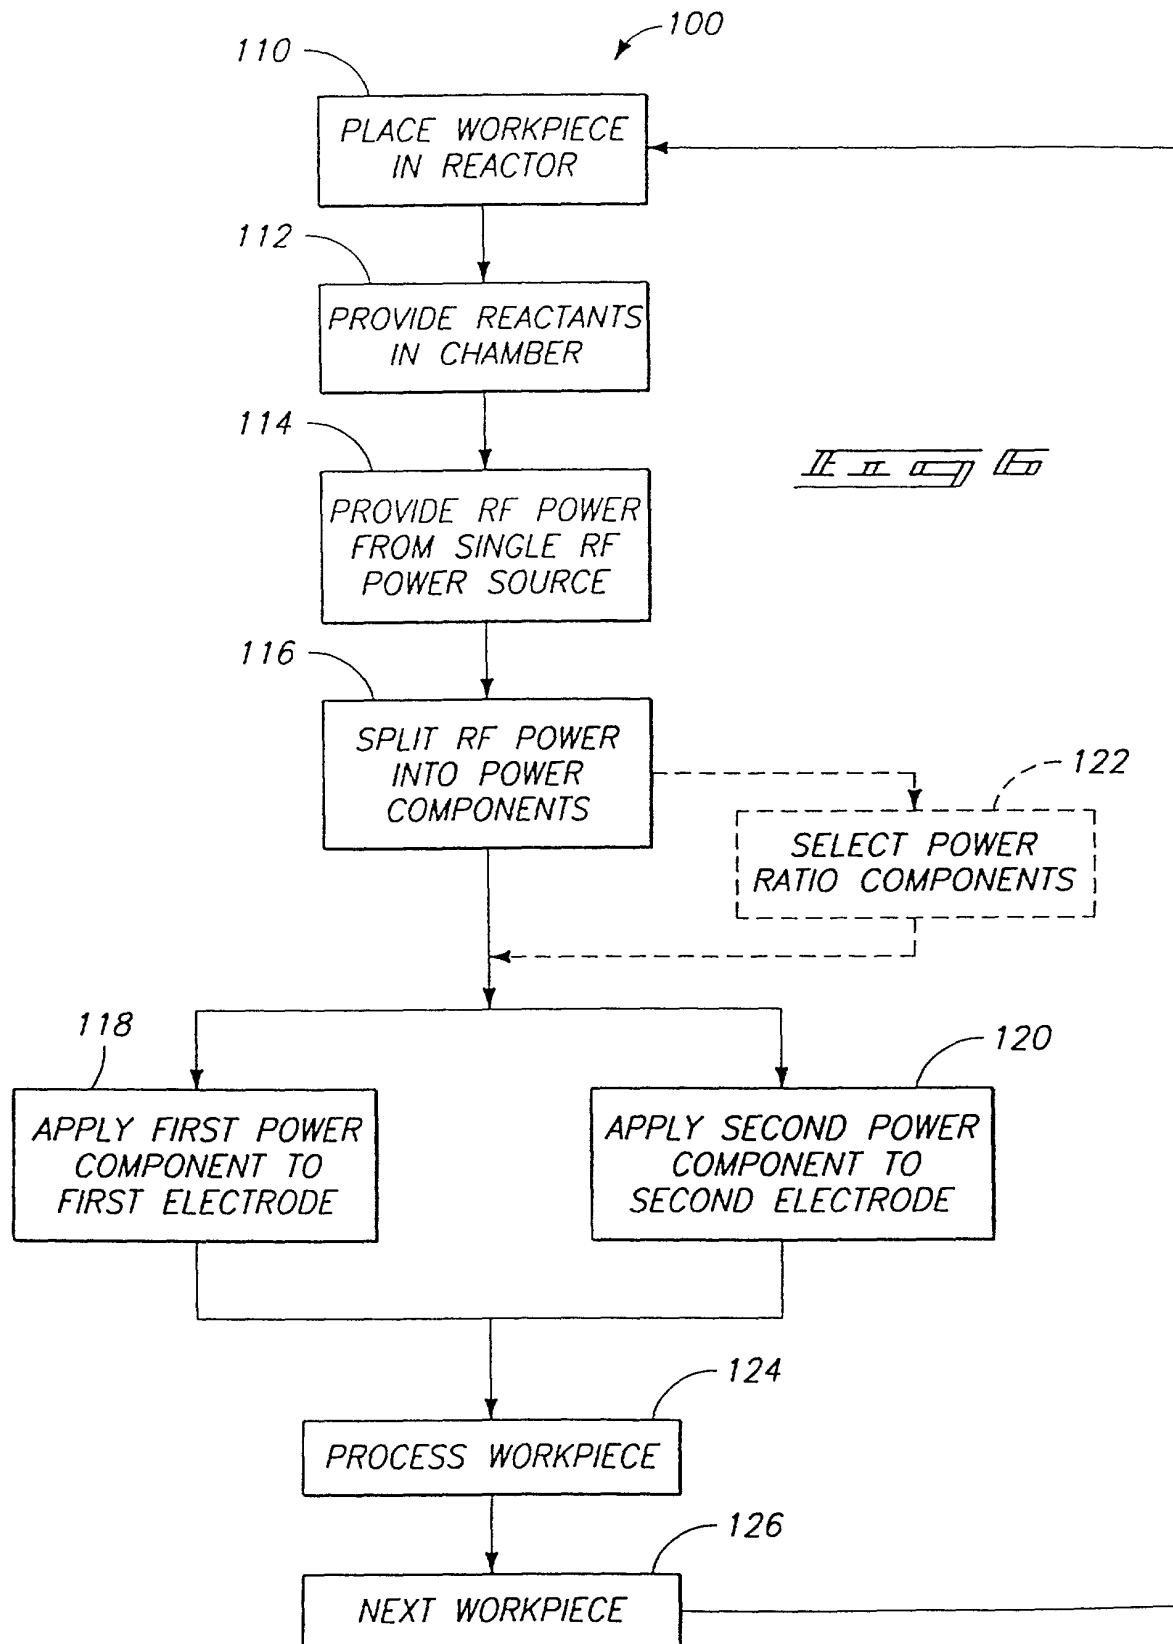 100
110
PLACE WORKPIECE
IN REACTOR
112
PROVIDE REACTANTS
IN CHAMBER
114
PROVIDE RF POWER
FROM SINGLE RF
POWER SOURCE
Fig 6
116
SPLIT RF POWER
INTO POWER
COMPONENTS
122
SELECT POWER
RATIO COMPONENTS
118
APPLY FIRST POWER
COMPONENT TO
FIRST ELECTRODE
120
APPLY SECOND POWER
COMPONENT TO
SECOND ELECTRODE
124
PROCESS WORKPIECE
126
NEXT WORKPIECE